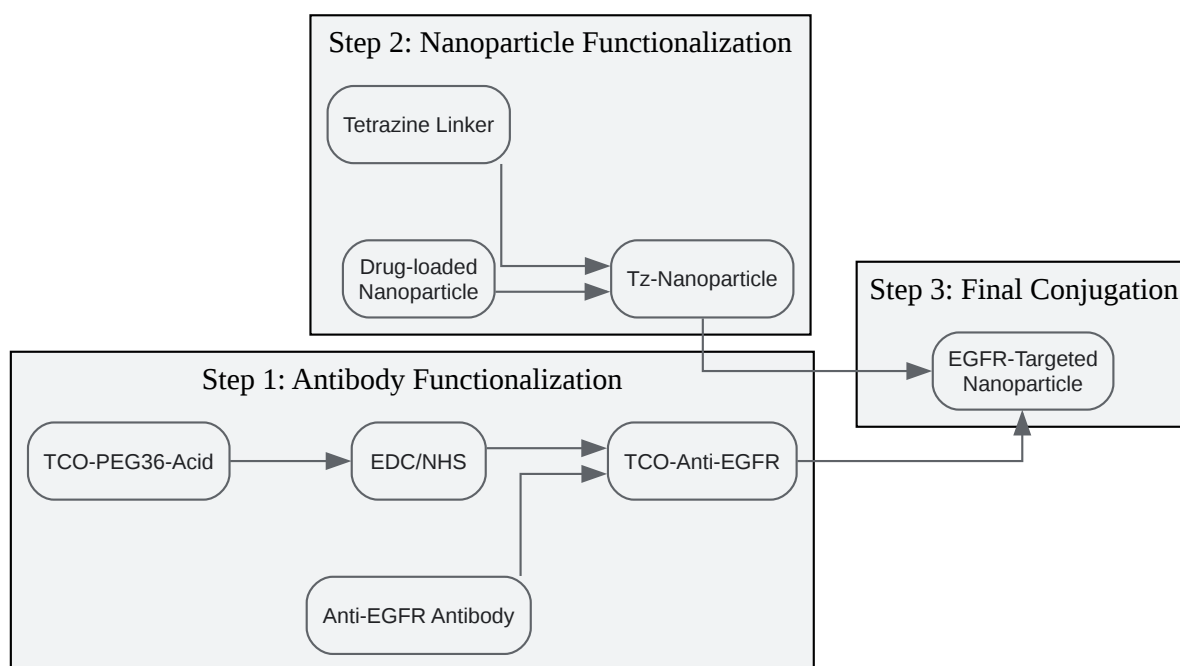 Step 2: Nanoparticle Functionalization
Tetrazine Linker
Drug-loaded
Nanoparticle
Tz-Nanoparticle
Step 3: Final Conjugation
EGFR-Targeted
Nanoparticle
Step 1: Antibody Functionalization
TCO-PEG36-Acid
EDC/NHS
TCO-Anti-EGFR
Anti-EGFR Antibody